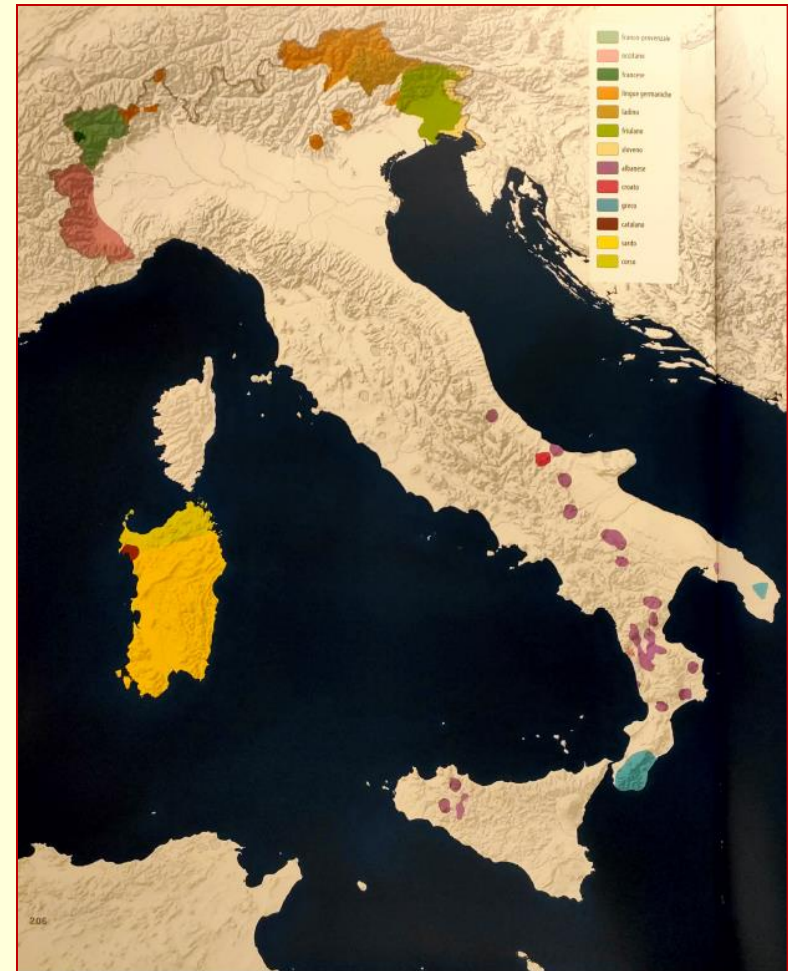 franco-provenzale
occitano
francese
lingue germaniche
ladino
friulano
sloveno
albanese
croato
greco
catalano
sardo
corso
206